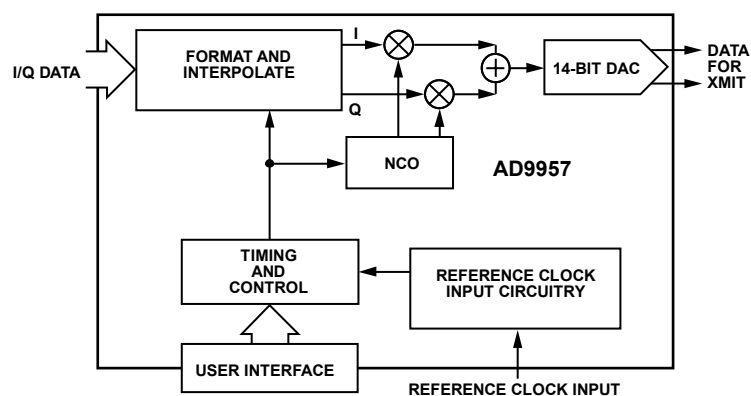 I/Q DATA
FORMAT AND
INTERPOLATE
I
Q
14-BIT DAC
DATA
FOR
XMIT
NCO
AD9957
TIMING
AND
CONTROL
REFERENCE CLOCK
INPUT CIRCUITRY
USER INTERFACE
REFERENCE CLOCK INPUT